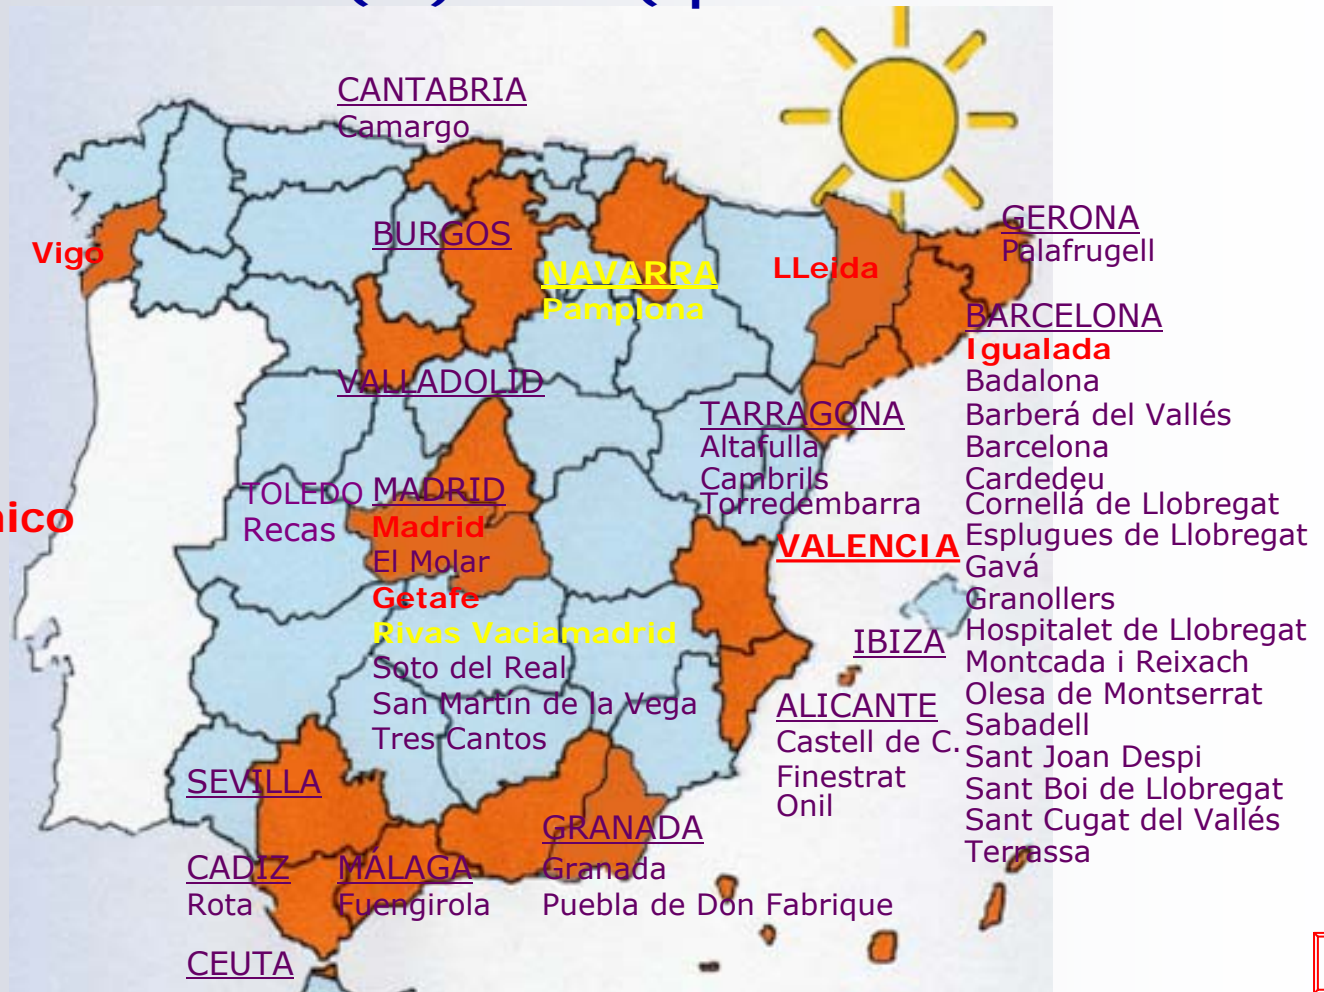 CANTABRIA
Camargo
BURGOS
Vigo
NAVARRA
Pamplona
LLeida
GERONA
Palafrugell
BARCELONA
Igualada
Badalona
Barberá del Vallés
Barcelona
Cardedeu
Cornellá de Llobregat
Esplugues de Llobregat
Gavá
Granollers
Hospitalet de Llobregat
Montcada i Reixach
Olesa de Montserrat
Sabadell
Sant Joan Despi
Sant Boi de Llobregat
Sant Cugat del Vallés
Terrassa
VALLADOLID
TARRAGONA
Altafulla
Cambrils
Torredembarra
TOLEDO
Recas
MADRID
Madrid
El Molar
Getafe
Rivas Vaciamadrid
Soto del Real
San Martín de la Vega
Tres Cantos
nico
VALENCIA
IBIZA
ALICANTE
Castell de C.
Finestrat
Onil
SEVILLA
CADIZ
Rota
MÁLAGA
Fuengirola
GRANADA
Granada
Puebla de Don Fabrique
CEUTA